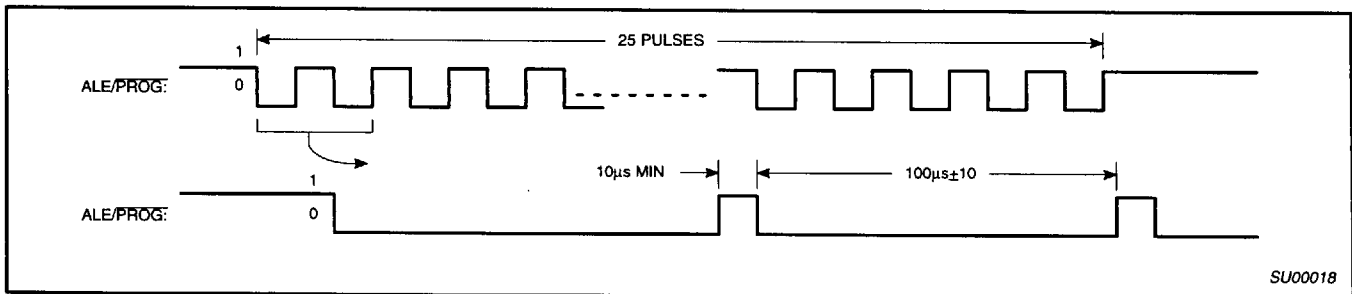 25 PULSES
1
ALE/PROG:
0
10µs MIN
100µs±10
1
ALE/PROG:
0
SU00018